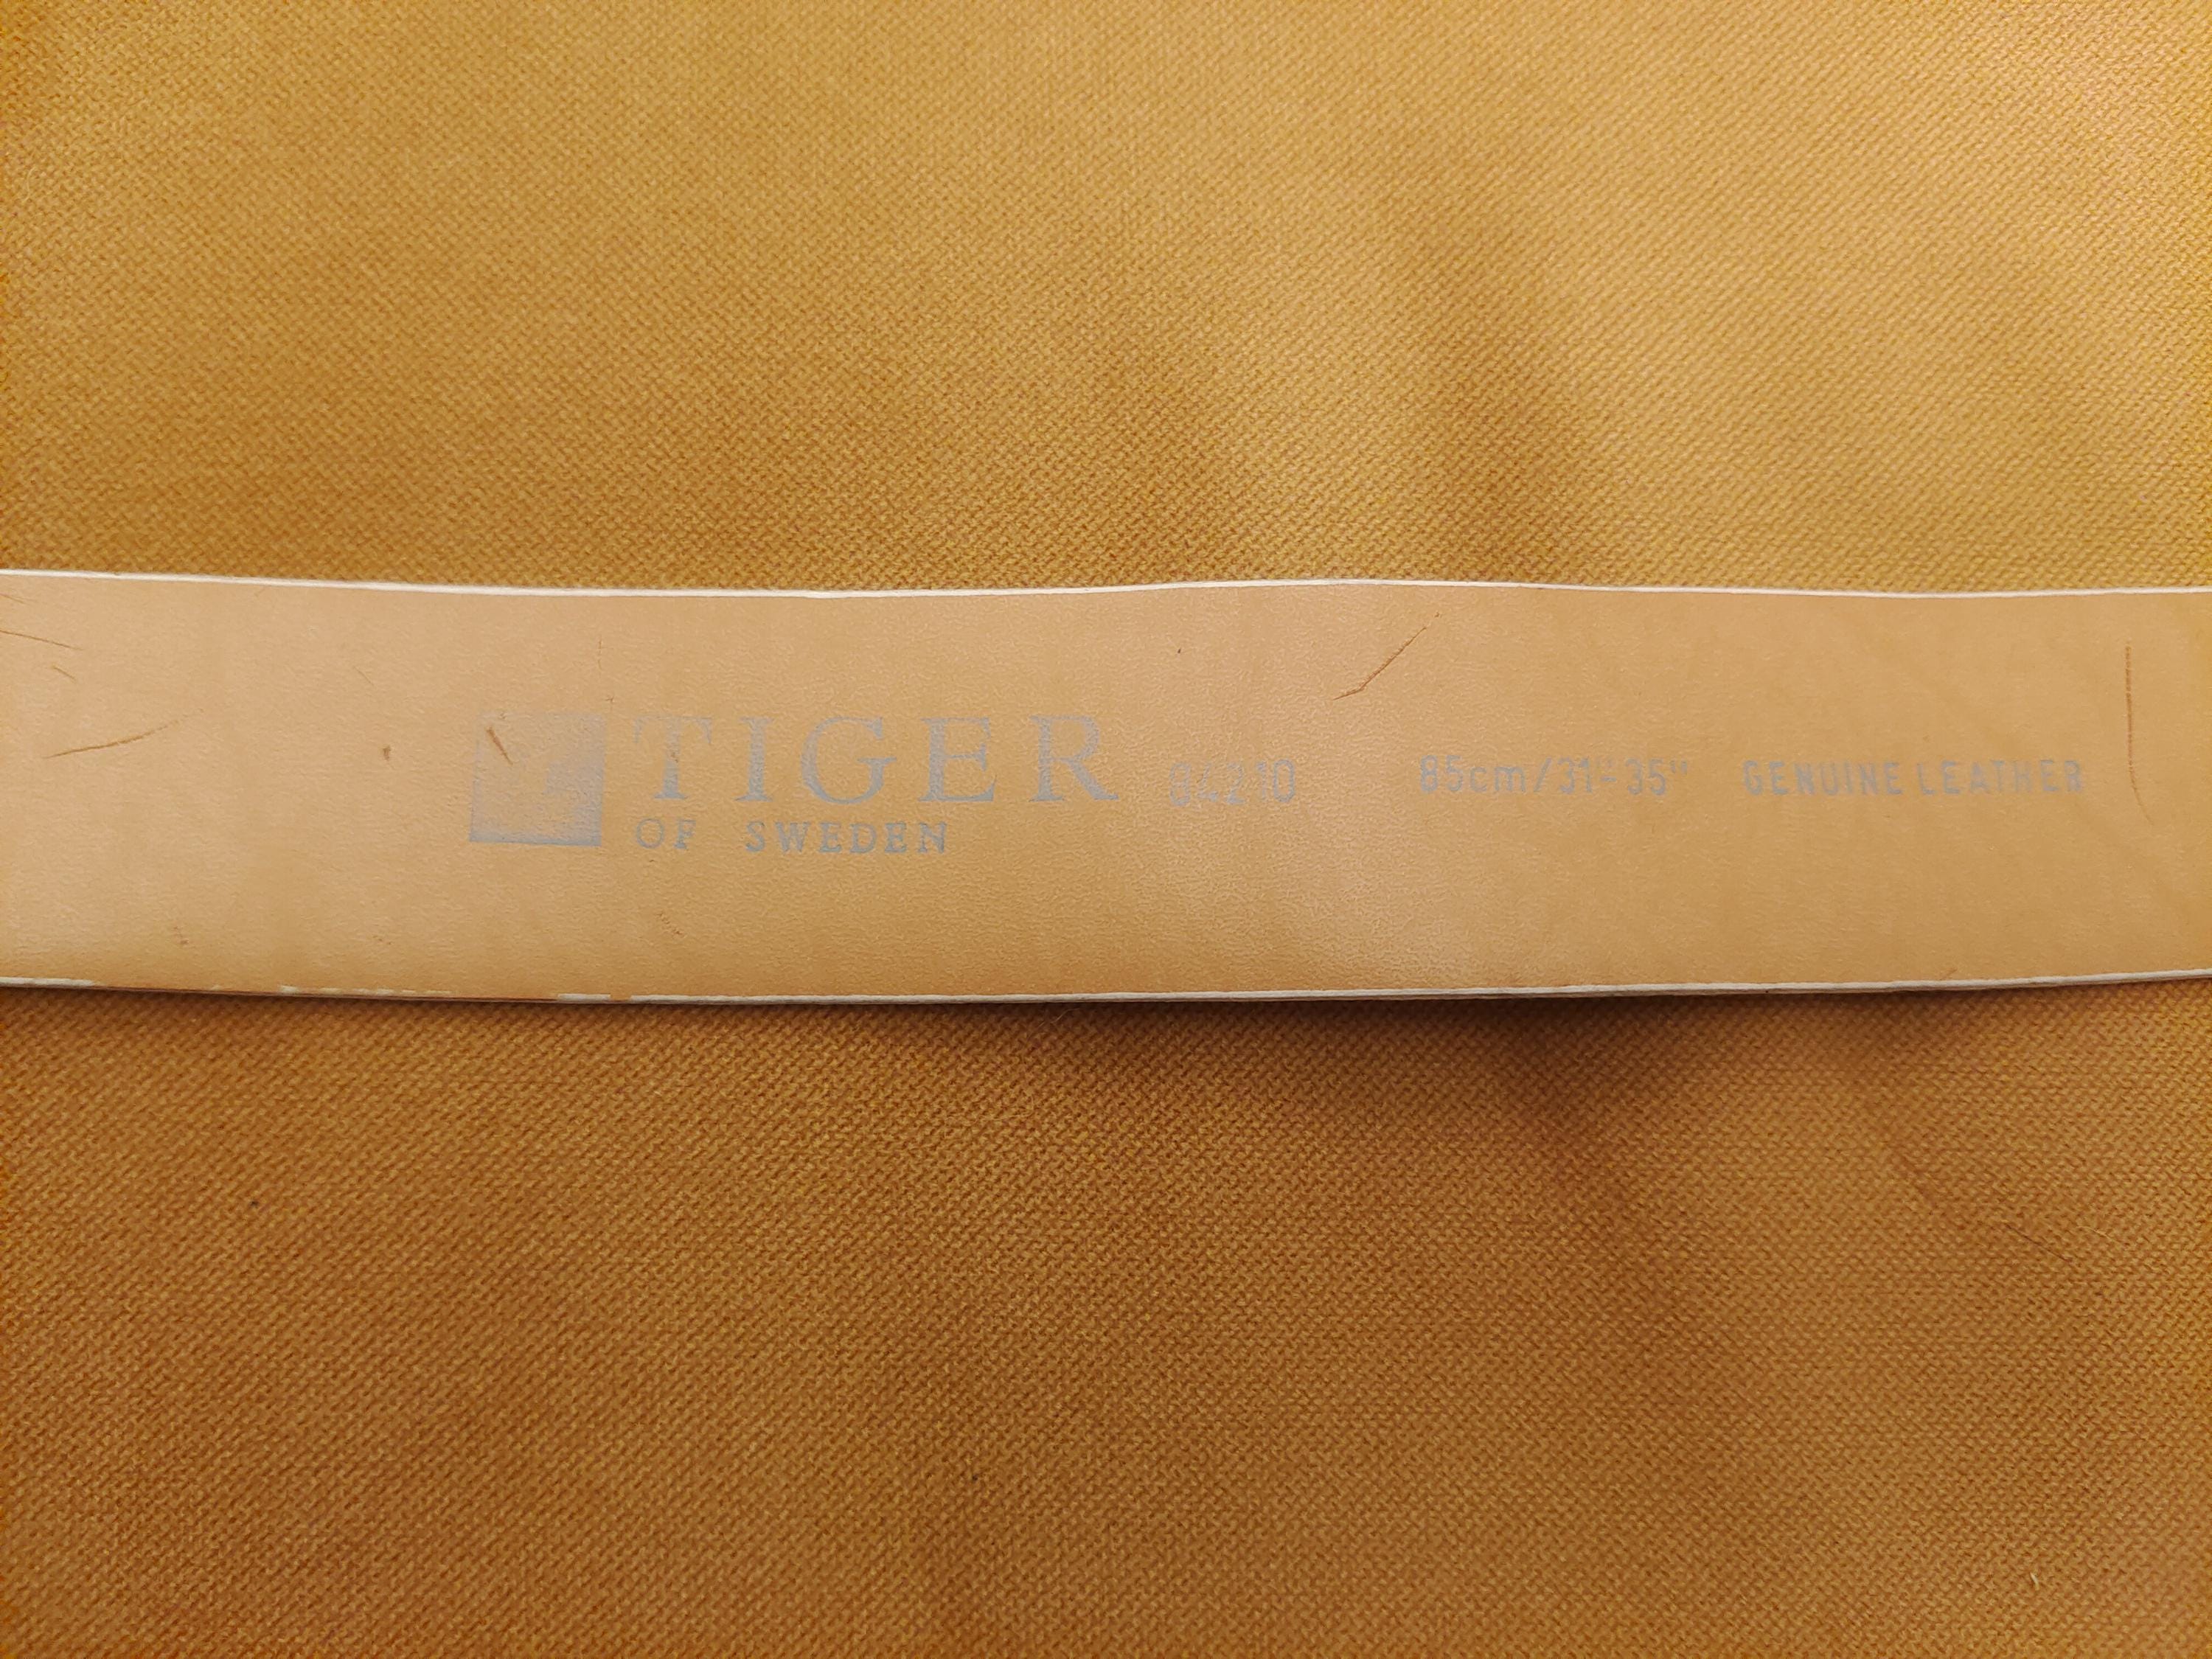 TIGER
OF SWEDEN
84210
85cm/31"-35"
GENUINE LEATHER